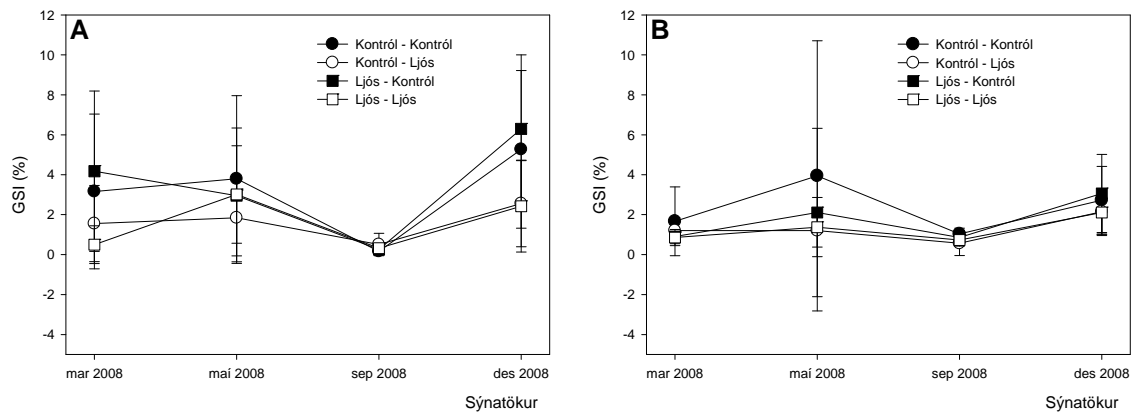 A
12
10
8
6
4
2
0
-2
-4
GSI (%)
Kontról - Kontról
Kontról - Ljós
Ljós - Kontról
Ljós - Ljós
mar 2008 maí 2008 sep 2008 des 2008
Sýnatökur
B
12
10
8
6
4
2
0
-2
-4
GSI (%)
Kontról - Kontról
Kontról - Ljós
Ljós - Kontról
Ljós - Ljós
mar 2008 maí 2008 sep 2008 des 2008
Sýnatökur